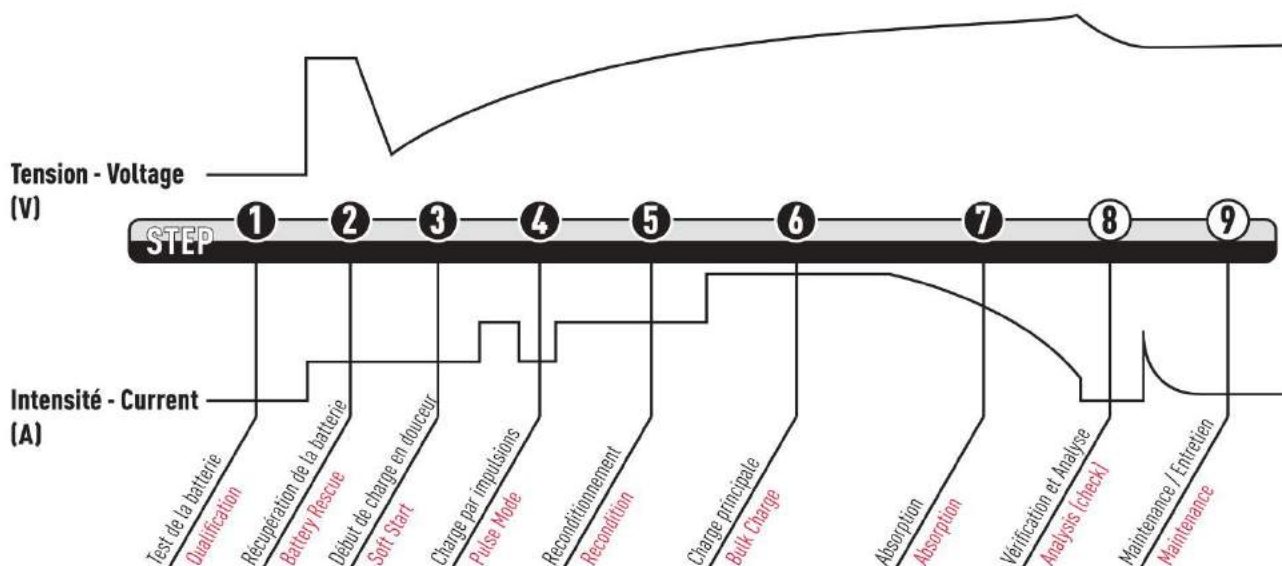 Tension - Voltage
(V)
STEP
1
2
3
4
5
6
7
8
9
Intensité - Current
(A)
Test de la batterie
Qualification
Récupération de la batterie
Battery Rescue
Début de charge en douceur
Soft Start
Charge par impulsions
Pulse Mode
Reconditionnement
Recondition
Charge principale
Bulk Charge
Absorption
Absorption
Vérification et Analyse
Analysis (check)
Maintenance / Entretien
Maintenance